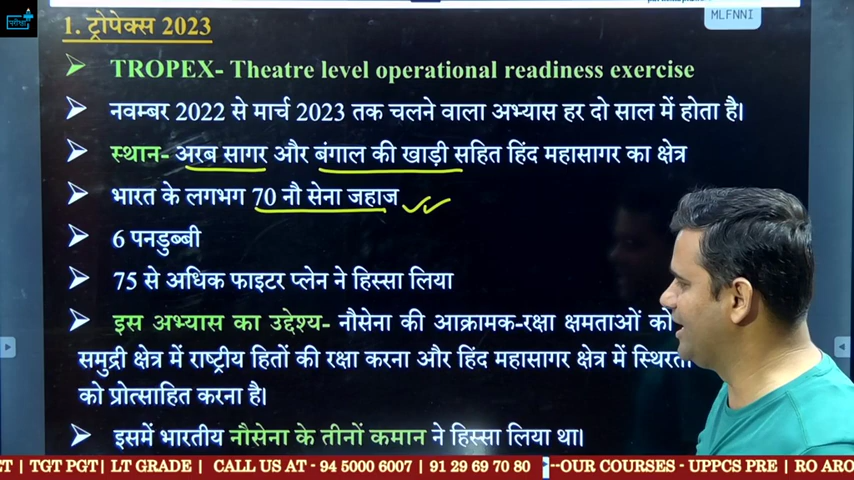 परीक्षा
MLFNNI
1. ट्रोपेक्स 2023
TROPEX- Theatre level operational readiness exercise
नवम्बर 2022 से मार्च 2023 तक चलने वाला अभ्यास हर दो साल में होता है।
स्थान- अरब सागर और बंगाल की खाड़ी सहित हिंद महासागर का क्षेत्र
भारत के लगभग 70 नौ सेना जहाज
6 पनडुब्बी
75 से अधिक फाइटर प्लेन ने हिस्सा लिया
इस अभ्यास का उद्देश्य- नौसेना की आक्रामक-रक्षा क्षमताओं को
समुद्री क्षेत्र में राष्ट्रीय हितों की रक्षा करना और हिंद महासागर क्षेत्र में स्थिरता
को प्रोत्साहित करना है।
इसमें भारतीय नौसेना के तीनों कमान ने हिस्सा लिया था।
ET | TGT PGT| LT GRADE | CALL US AT - 94 5000 6007 | 91 29 69 70 80 --OUR COURSES - UPPCS PRE | RO ARO